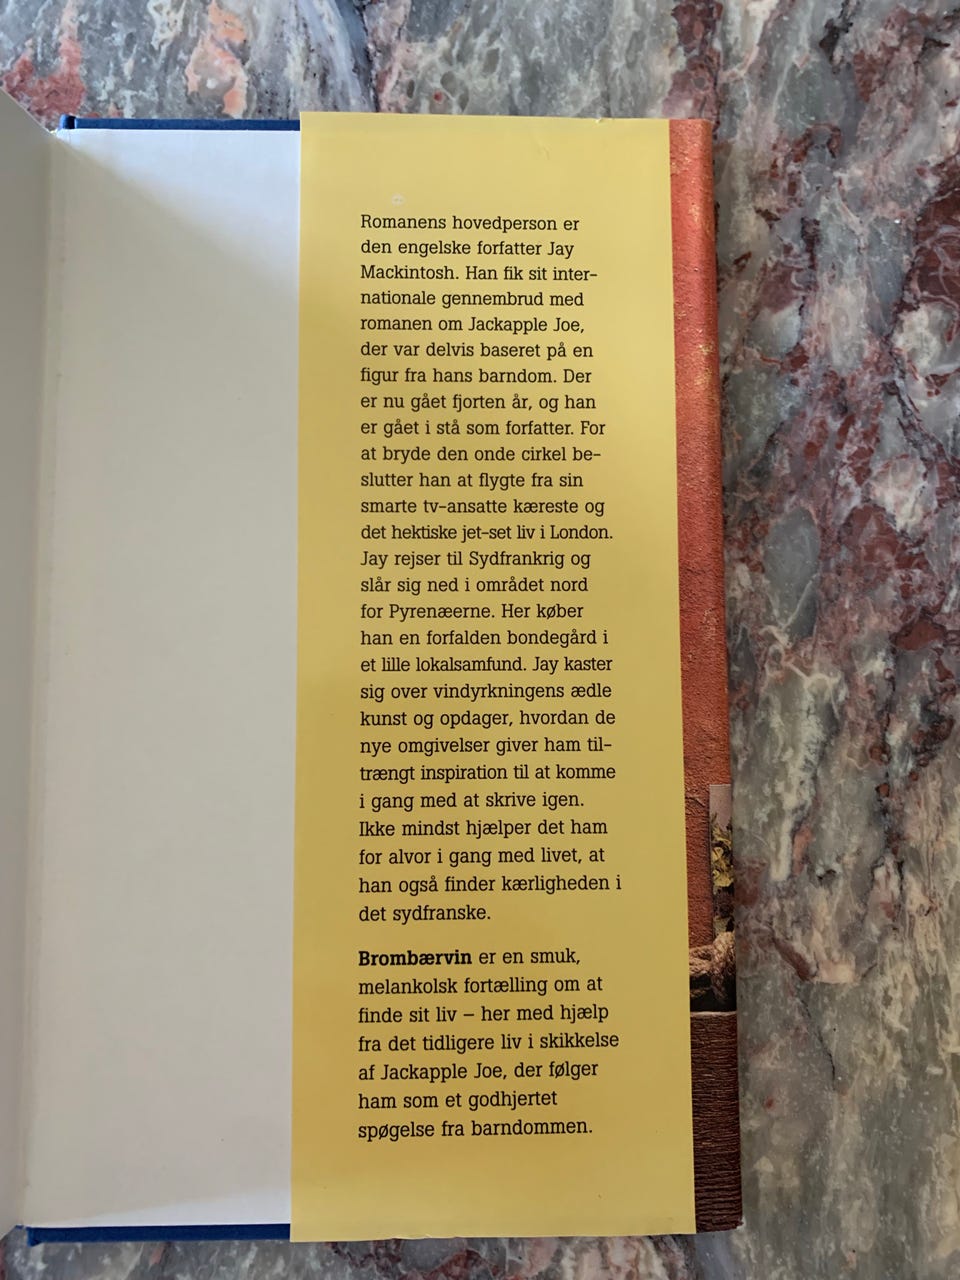 Romanens hovedperson er
den engelske forfatter Jay
Mackintosh. Han fik sit inter-
nationale gennembrud med
romanen om Jackapple Joe,
der var delvis baseret på en
figur fra hans barndom. Der
er nu gået fjorten år, og han
er gået i stå som forfatter. For
at bryde den onde cirkel be-
slutter han at flygte fra sin
smarte tv-ansatte kæreste og
det hektiske jet-set liv i London.
Jay rejser til Sydfrankrig og
slår sig ned i området nord
for Pyrenæerne. Her køber
han en forfalden bondegård i
et lille lokalsamfund. Jay kaster
sig over vindyrkningens ædle
kunst og opdager, hvordan de
nye omgivelser giver ham til-
trængt inspiration til at komme
i gang med at skrive igen.
Ikke mindst hjælper det ham
for alvor i gang med livet, at
han også finder kærligheden i
det sydfranske.
Brombærvin er en smuk,
melankolsk fortælling om at
finde sit liv – her med hjælp
fra det tidligere liv i skikkelse
af Jackapple Joe, der følger
ham som et godhjertet
spøgelse fra barndommen.